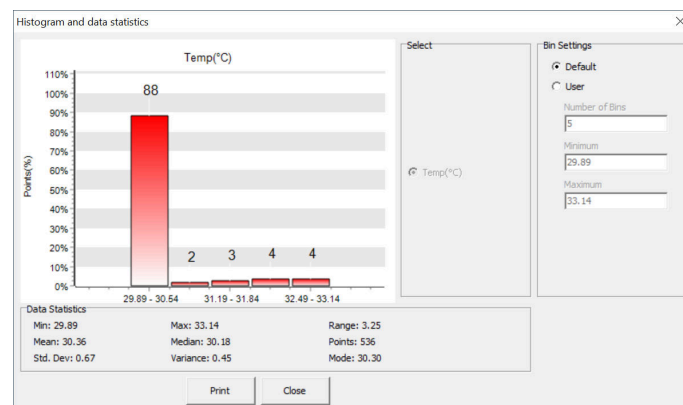 Histogram and data statistics
Temp(°C)
110%
100%
90%
80%
70%
60%
50%
40%
30%
20%
10%
0%
Points(%)
88
2
3
4
4
29.89 - 30.54
31.19 - 31.84
32.49 - 33.14
Select
Temp(°C)
Bin Settings
Default
User
Number of Bins
5
Minimum
29.89
Maximum
33.14
Data Statistics
Min: 29.89 Max: 33.14 Range: 3.25
Mean: 30.36 Median: 30.18 Points: 536
Std. Dev: 0.67 Variance: 0.45 Mode: 30.30
Print Close